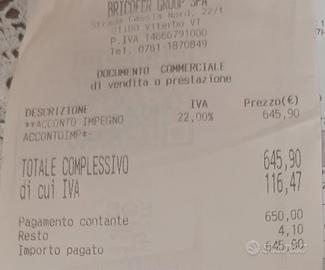 BRICOFER GROUP SPA
Strada Cassia Nord, 22/1
01100 Viterbo VT
P.IVA 14666791000
Tel. 0761-1870849
DOCUMENTO COMMERCIALE
di vendita o prestazione
DESCRIZIONE IVA Prezzo(€)
**ACCONTO IMPEGNO 22,00% 645,90
ACCONTOIMP*-
TOTALE COMPLESSIVO 645,90
di cui IVA 116,47
Pagamento contante 650,00
Resto 4,10
Importo pagato 645,90
subito